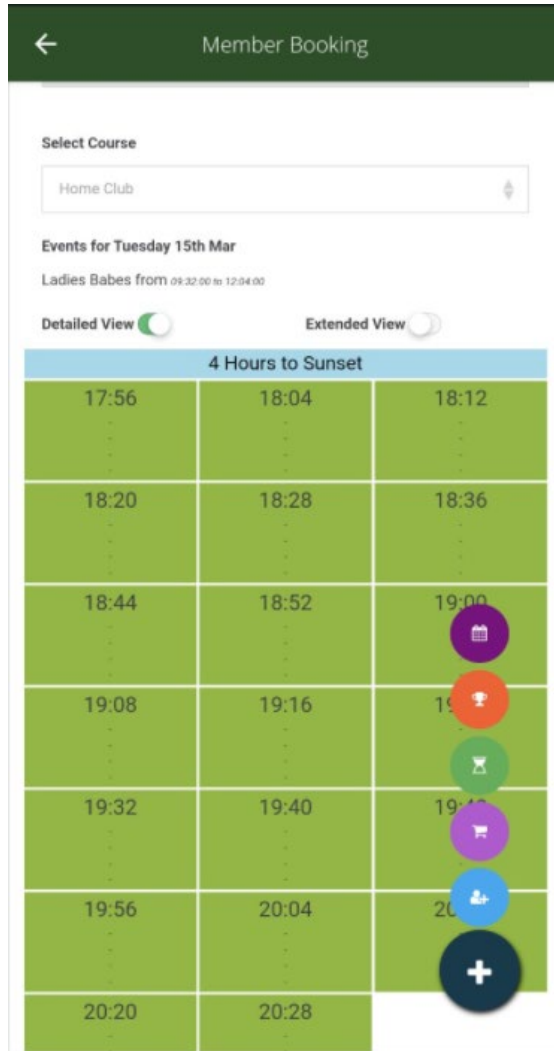 Member Booking
Select Course
Home Club
Events for Tuesday 15th Mar
Ladies Babes from 09:32:00 to 12:04:00
Detailed View Extended View
4 Hours to Sunset
17:56 18:04 18:12
18:20 18:28 18:36
18:44 18:52 19:00
19:08 19:16
19:32 19:40
19:56 20:04
20:20 20:28